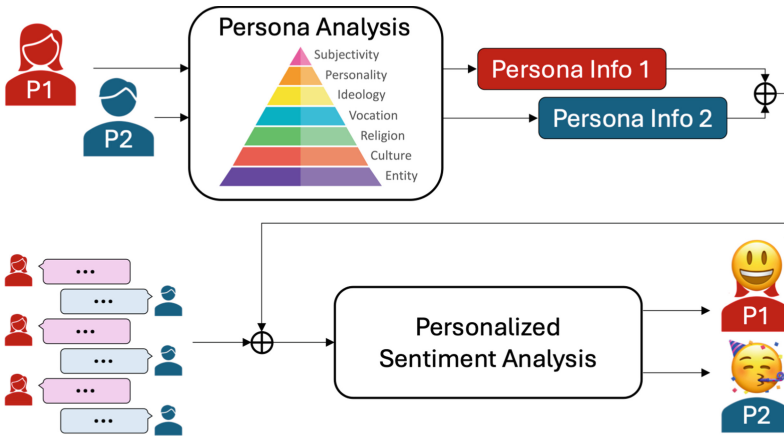 Persona Analysis
P1
P2
Subjectivity
Personality
Ideology
Vocation
Religion
Culture
Entity
Persona Info 1
Persona Info 2
...
...
...
...
...
...
Personalized
Sentiment Analysis
P1
P2